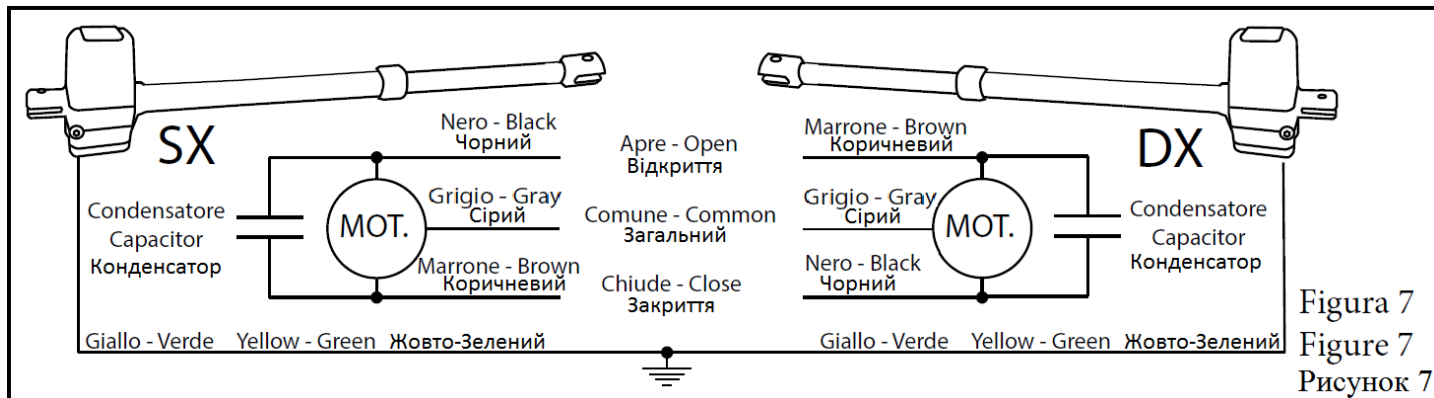 SX
DX
Nero - Black
Чорний
Apre - Open
Відкриття
Marrone - Brown
Коричневий
Condensatore
Capacitor
Конденсатор
MOT.
Grigio - Gray
Сірий
Comune - Common
Загальний
Grigio - Gray
Сірий
MOT.
Condensatore
Capacitor
Конденсатор
Marrone - Brown
Коричневий
Chiude - Close
Закриття
Nero - Black
Чорний
Giallo - Verde Yellow - Green Жовто-Зелений
Giallo - Verde Yellow - Green Жовто-Зелений
Figura 7
Figure 7
Рисунок 7